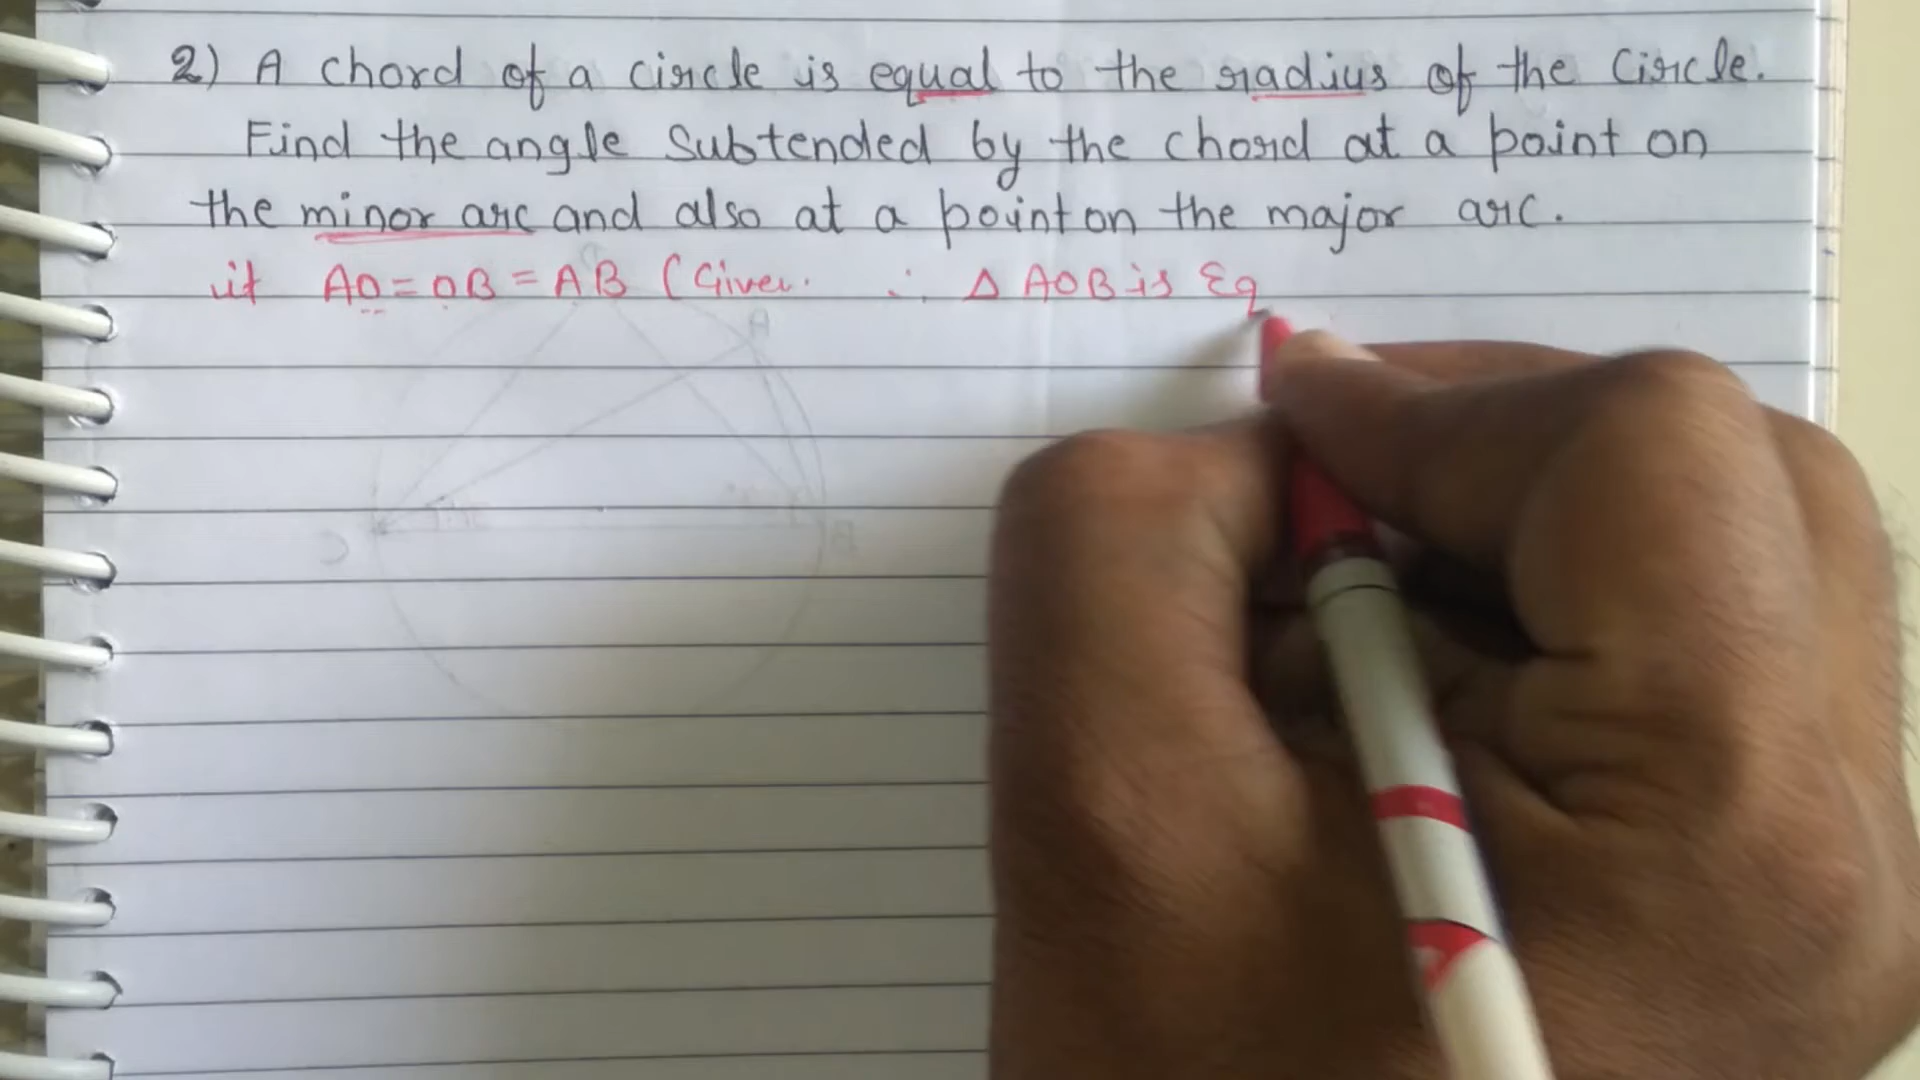 2) A chord of a circle is equal to the radius of the Circle.
Find the angle Subtended by the chord at a point on
the minor arc and also at a point on the major arc.
it AO = OB = AB (Given. ∴ Δ AOB is Eq
A